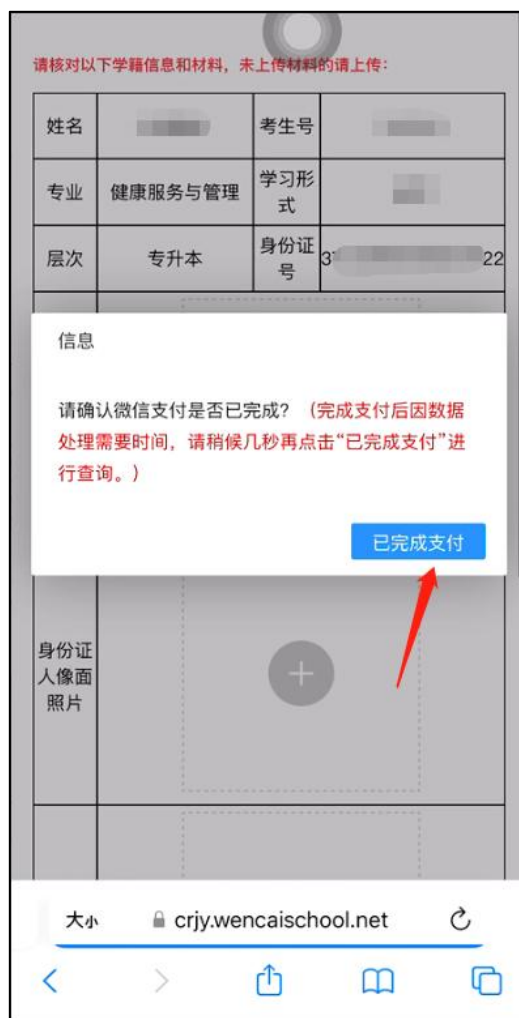 请核对以下学籍信息和材料，未上传材料的请上传：
姓名 考生号
专业 健康服务与管理 学习形式
层次 专升本 身份证号 3 22
信息
请确认微信支付是否已完成？（完成支付后因数据
处理需要时间，请稍候几秒再点击“已完成支付”进
行查询。）
已完成支付
身份证
人像面
照片
大小 crjy.wencaischool.net